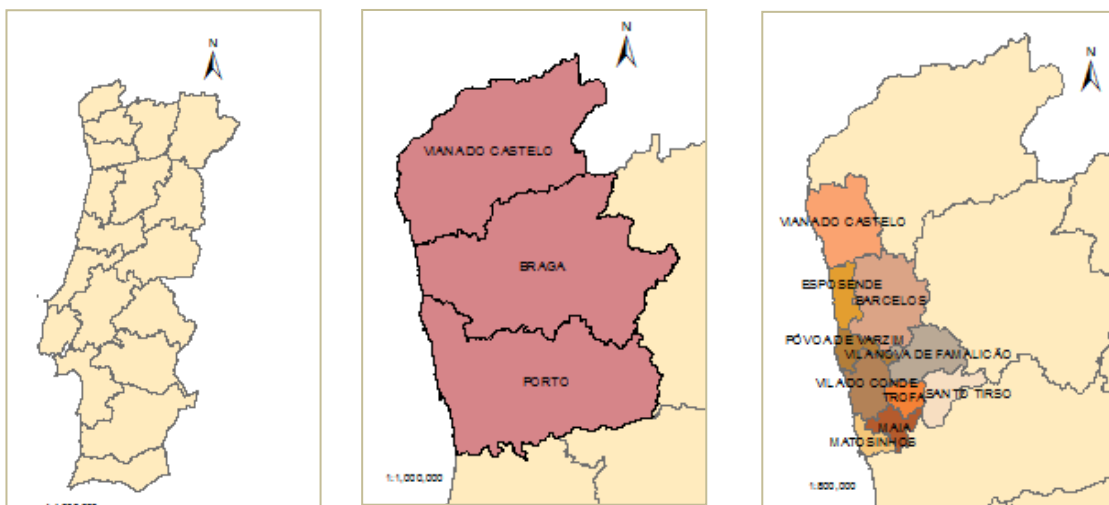 N
N
VIANA DO CASTELO
BRAGA
PORTO
1:1,000,000
N
VIANA DO CASTELO
ESPOSENDE
BARCELOS
PÓVOA DE VARZIM
VILA NOVA DE FAMALICÃO
VILA DO CONDE
TROFA
SANTO TIRSO
MAIA
MATOSINHOS
1:800,000